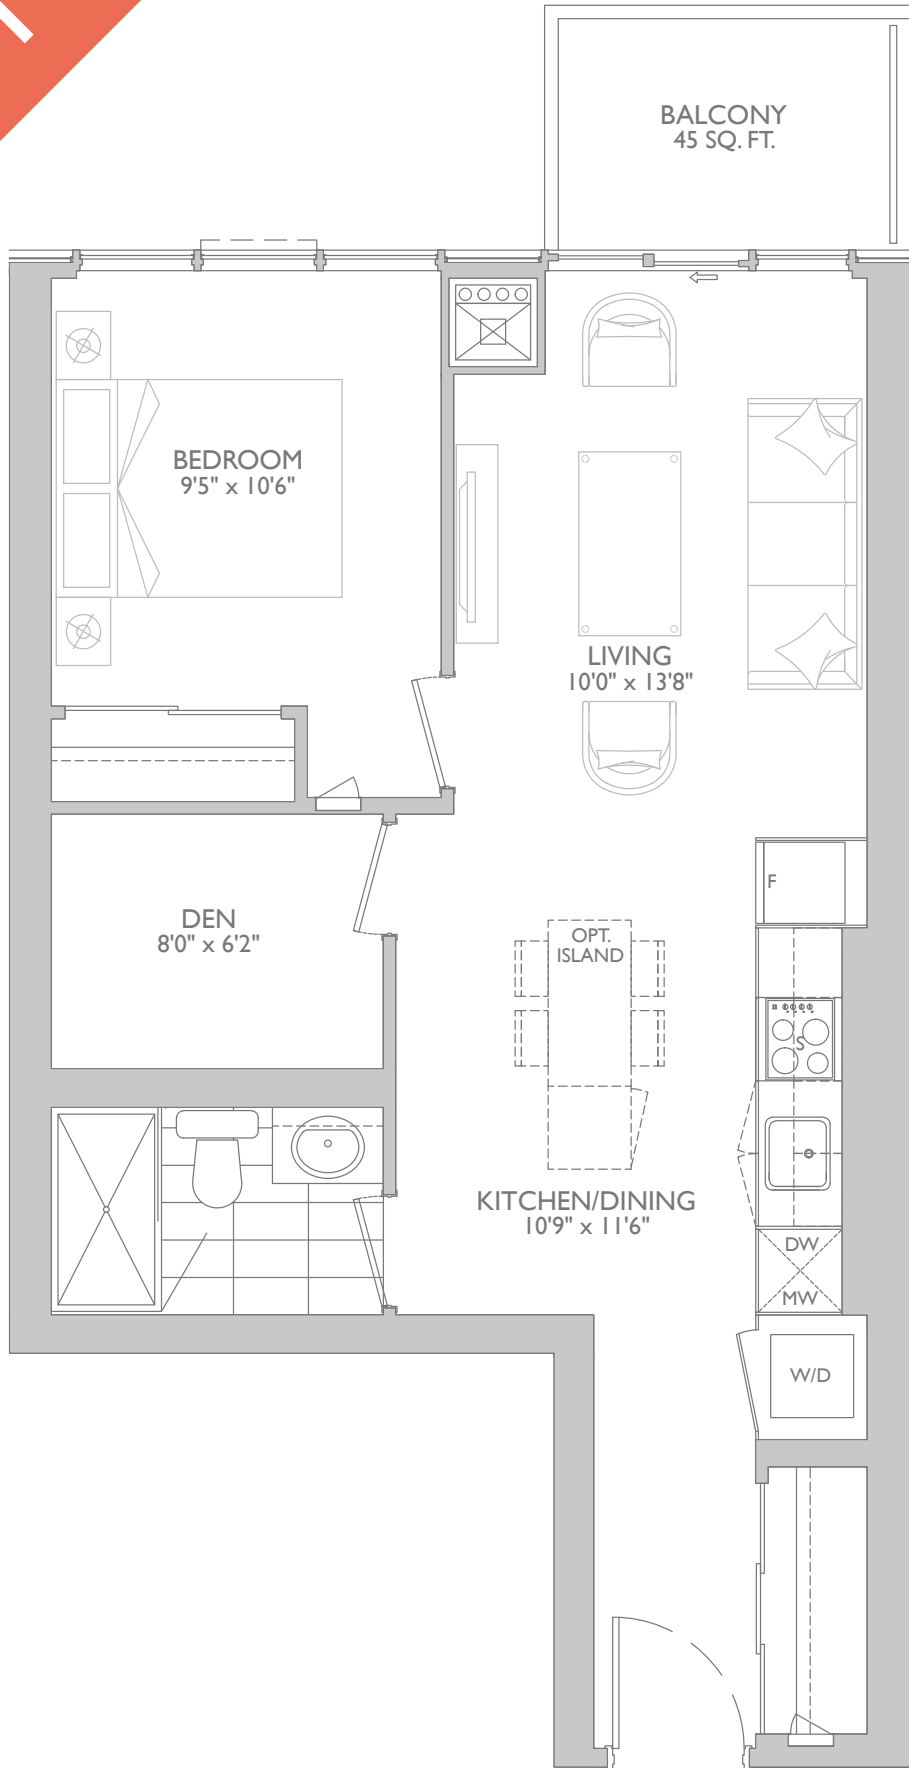 BALCONY
45 SQ. FT.
BEDROOM
9'5" x 10'6"
LIVING
10'0" x 13'8"
DEN
8'0" x 6'2"
F
OPT.
ISLAND
S
KITCHEN/DINING
10'9" x 11'6"
DW
MW
W/D